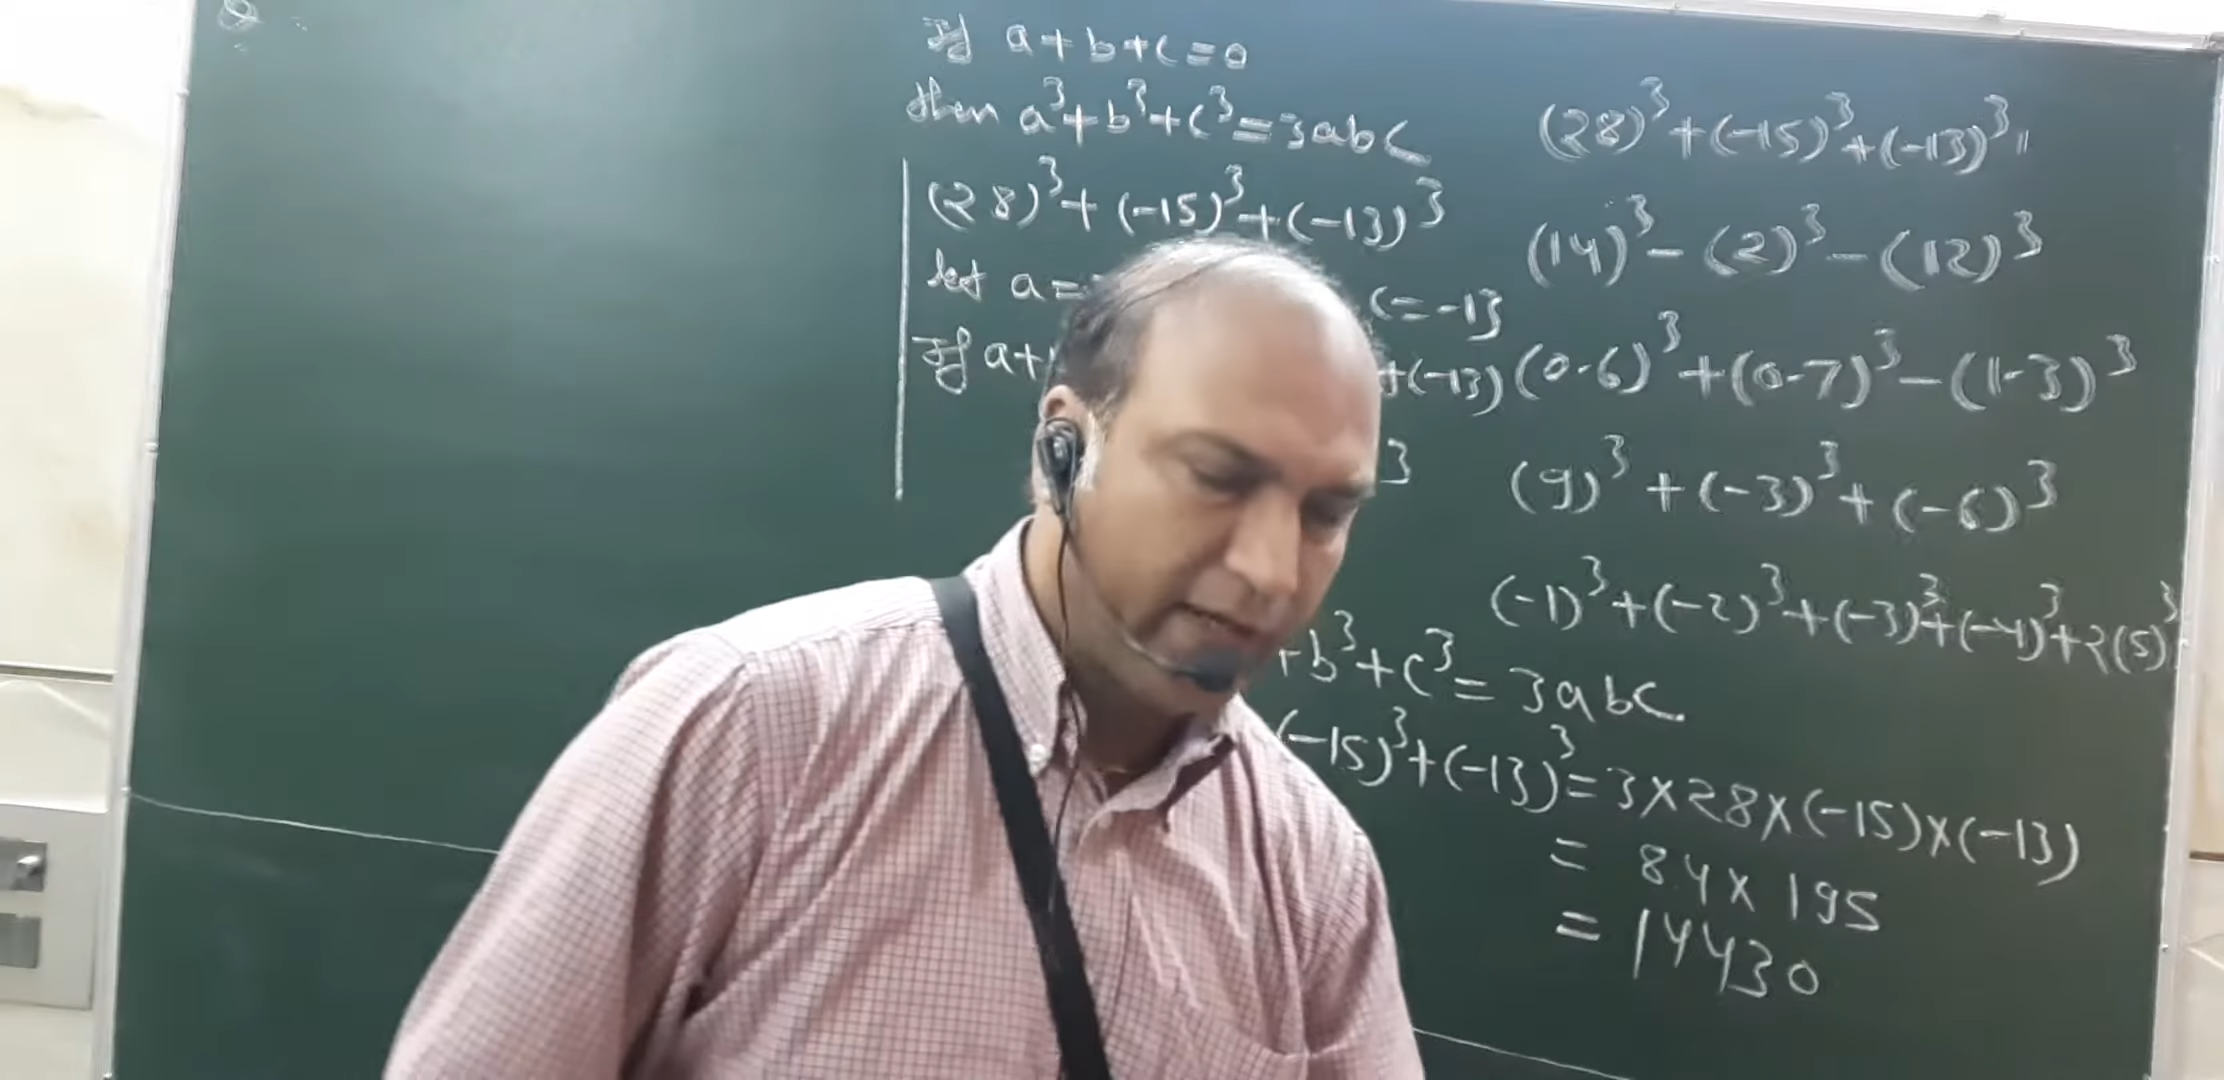 If a+b+c=0
then a³+b³+c³=3abc
(28)³+(-15)³+(-13)³
let a= c=-13
If a+ +(-13)
3
+b³+c³=3abc
(-15)³+(-13)³=3×28×(-15)×(-13)
= 84×195
= 14430
(28)³+(-15)³+(-13)³
(14)³-(2)³-(12)³
(0.6)³+(0.7)³-(1.3)³
(9)³+(-3)³+(-6)³
(-1)³+(-2)³+(-3)³+(-4)³+2(5)³